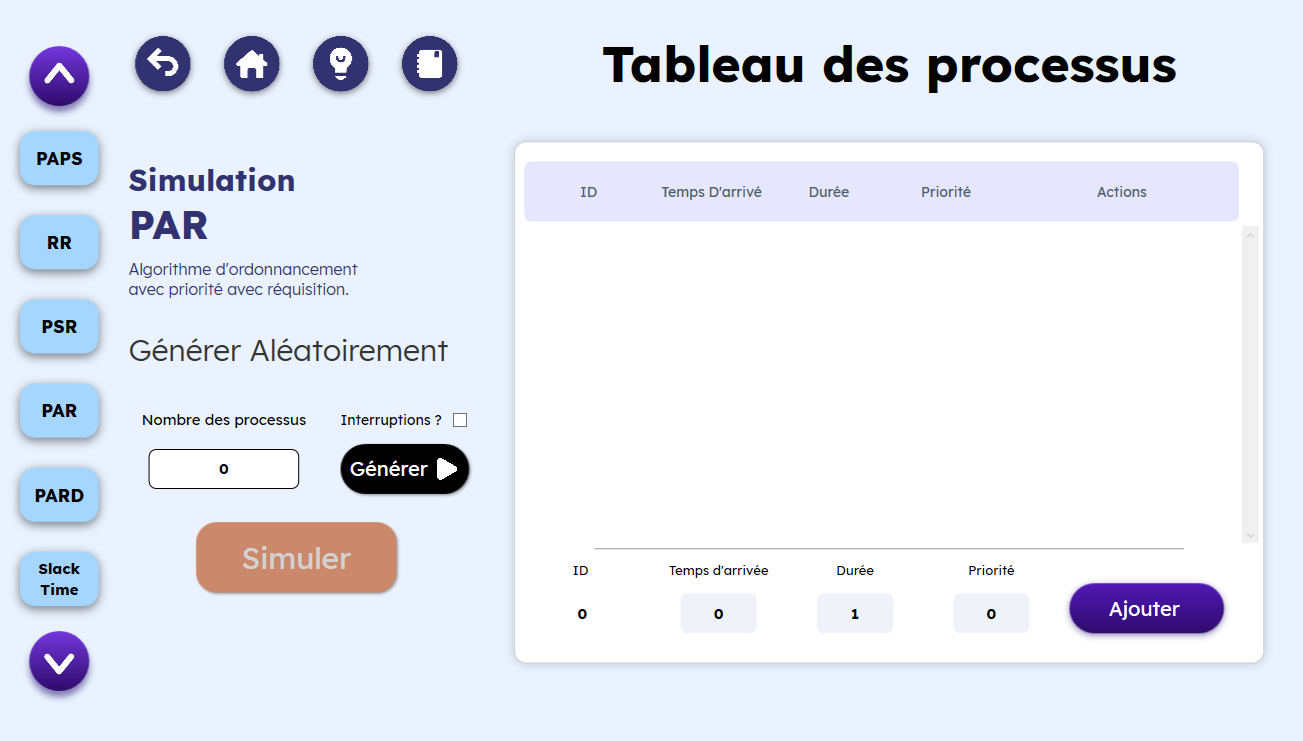 PAPS
RR
PSR
PAR
PARD
Slack
Time
Simulation
PAR
Algorithme d'ordonnancement
avec priorité avec réquisition.
Générer Aléatoirement
Nombre des processus
Interruptions ?
0
Générer
Simuler
Tableau des processus
ID Temps D'arrivé Durée Priorité Actions
ID Temps d'arrivée Durée Priorité
0 0 1 0
Ajouter